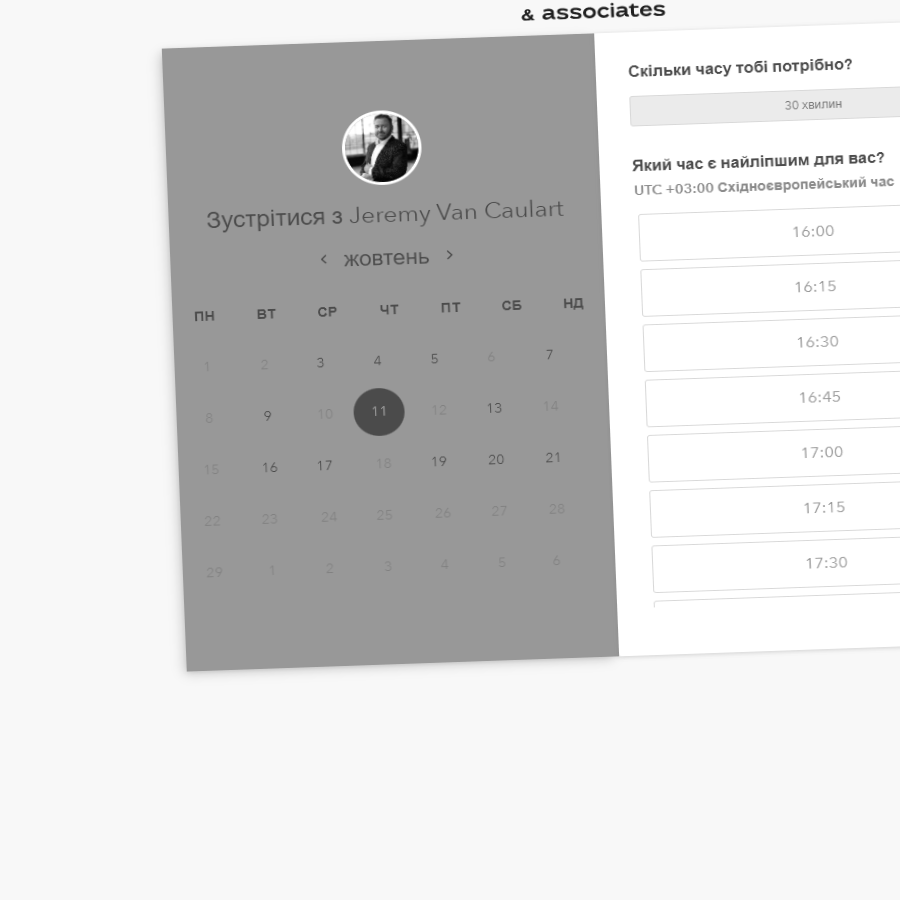 & associates
Зустрітися з Jeremy Van Caulart
‹ жовтень ›
ПН ВТ СР ЧТ ПТ СБ НД
1 2 3 4 5 6 7
8 9 10 11 12 13 14
15 16 17 18 19 20 21
22 23 24 25 26 27 28
29 1 2 3 4 5 6
Скільки часу тобі потрібно?
30 хвилин
Який час є найліпшим для вас?
UTC +03:00 Східноєвропейський час
16:00
16:15
16:30
16:45
17:00
17:15
17:30